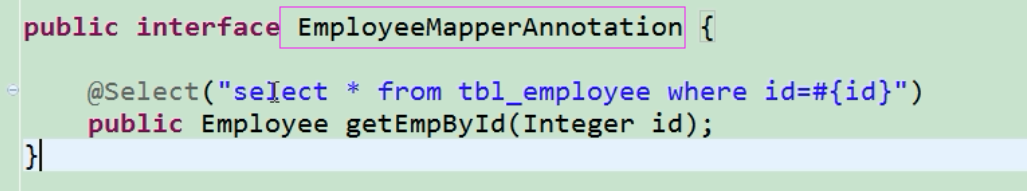 public interface EmployeeMapperAnnotation {
@Select("select * from tbl_employee where id=#{id}")
public Employee getEmpById(Integer id);
}